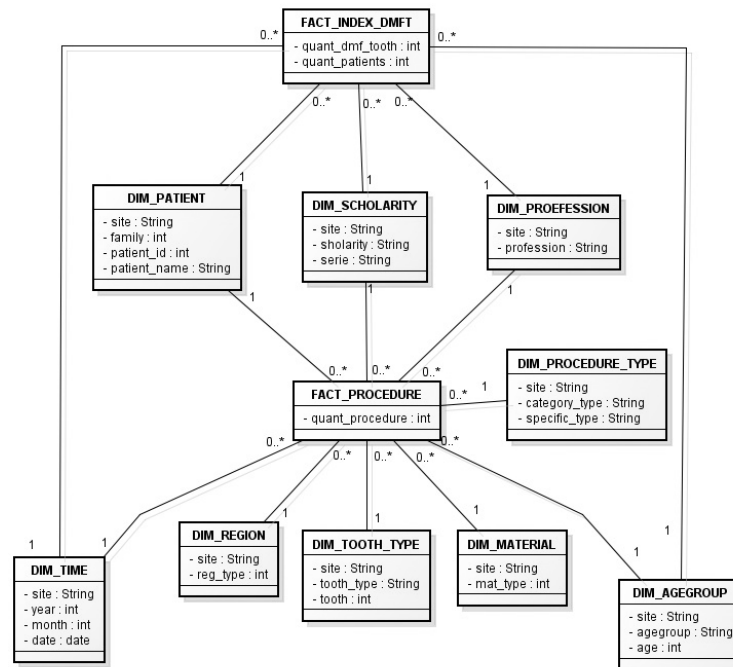 FACT_INDEX_DMFT
- quant_dmf_tooth : int
- quant_patients : int
0..*
0..*
0..*
0..*
0..*
1
1
1
DIM_PATIENT
- site : String
- family : int
- patient_id : int
- patient_name : String
DIM_SCHOLARITY
- site : String
- sholarity : String
- serie : String
DIM_PROEFESSION
- site : String
- profession : String
1
1
1
0..*
0..*
0..*
FACT_PROCEDURE
- quant_procedure : int
0..*
1
DIM_PROCEDURE_TYPE
- site : String
- category_type : String
- specific_type : String
0..*
0..*
0..*
0..*
0..*
1
1
1
1
1
1
1
DIM_TIME
- site : String
- year : int
- month : int
- date : date
DIM_REGION
- site : String
- reg_type : int
DIM_TOOTH_TYPE
- site : String
- tooth_type : String
- tooth : int
DIM_MATERIAL
- site : String
- mat_type : int
DIM_AGEGROUP
- site : String
- agegroup : String
- age : int